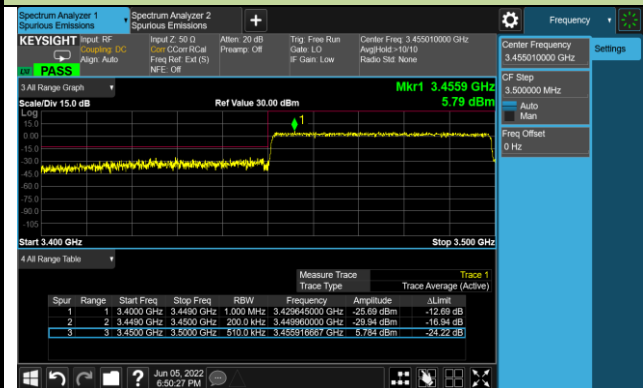 Spectrum Analyzer 1
Spurious Emissions
Spectrum Analyzer 2
Spurious Emissions
+
Frequency
KEYSIGHT
Input: RF
Coupling: DC
Align: Auto
Input Z: 50 Ω
Corr CCorr RCal
Freq Ref: Ext (S)
NFE: Off
Atten: 20 dB
Preamp: Off
Trig: Free Run
Gate: LO
IF Gain: Low
Center Freq: 3.455010000 GHz
Avg|Hold:>10/10
Radio Std: None
PASS
Center Frequency
3.455010000 GHz
Settings
CF Step
3.500000 MHz
Auto
Man
Freq Offset
0 Hz
3 All Range Graph
Mkr1 3.4559 GHz
Scale/Div 15.0 dB
Ref Value 30.00 dBm
5.79 dBm
Log
15.0
0.00
-15.0
-30.0
-45.0
-60.0
-75.0
-90.0
-105
1
Start 3.400 GHz
Stop 3.500 GHz
4 All Range Table
Measure Trace Trace 1
Trace Type Trace Average (Active)
Spur Range Start Freq Stop Freq RBW Frequency Amplitude ΔLimit
1 1 3.4000 GHz 3.4490 GHz 1.000 MHz 3.429645000 GHz -25.69 dBm -12.69 dB
2 2 3.4490 GHz 3.4500 GHz 200.0 kHz 3.449960000 GHz -29.94 dBm -16.94 dB
3 3 3.4500 GHz 3.5000 GHz 510.0 kHz 3.455916667 GHz 5.784 dBm -24.22 dB
?
Jun 05, 2022
6:50:27 PM